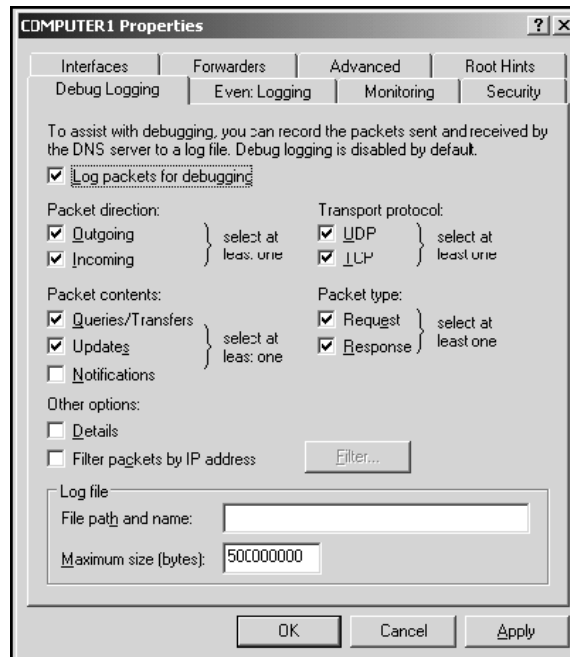 COMPUTER1 Properties
Interfaces Forwarders Advanced Root Hints
Debug Logging Even: Logging Monitoring Security
To assist with debugging, you can record the packets sent and received by
the DNS server to a log file. Debug logging is disabled by default.
Log packets for debugging
Packet direction:
Outgoing
Incoming
select at
least one
Transport protocol:
UDP
TCP
select at
least one
Packet contents:
Queries/Transfers
Updates
Notifications
select at
least one
Packet type:
Request
Response
select at
least one
Other options:
Details
Filter packets by IP address
Filter...
Log file
File path and name:
Maximum size (bytes): 500000000
OK Cancel Apply